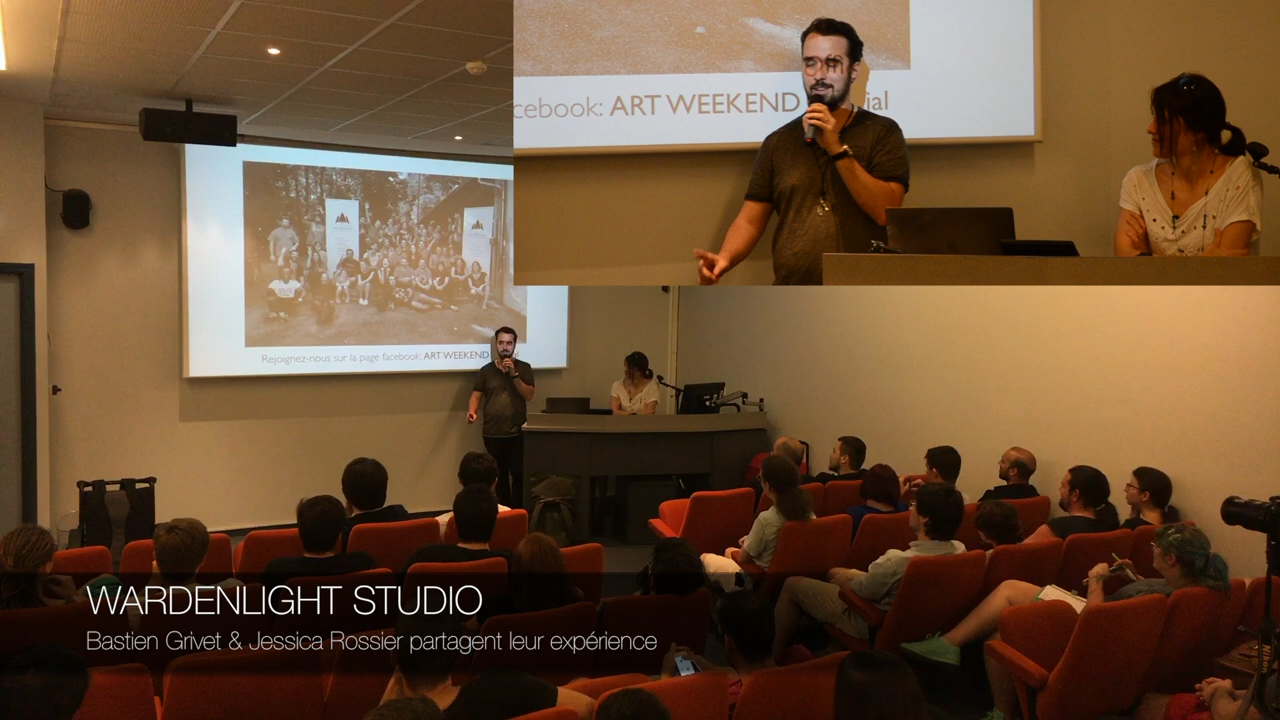 cebook: ART WEEKEND ial
Rejoignez-nous sur la page facebook: ART WEEKEND
WARDENLIGHT STUDIO
Bastien Grivet & Jessica Rossier partagent leur expérience
Nikon